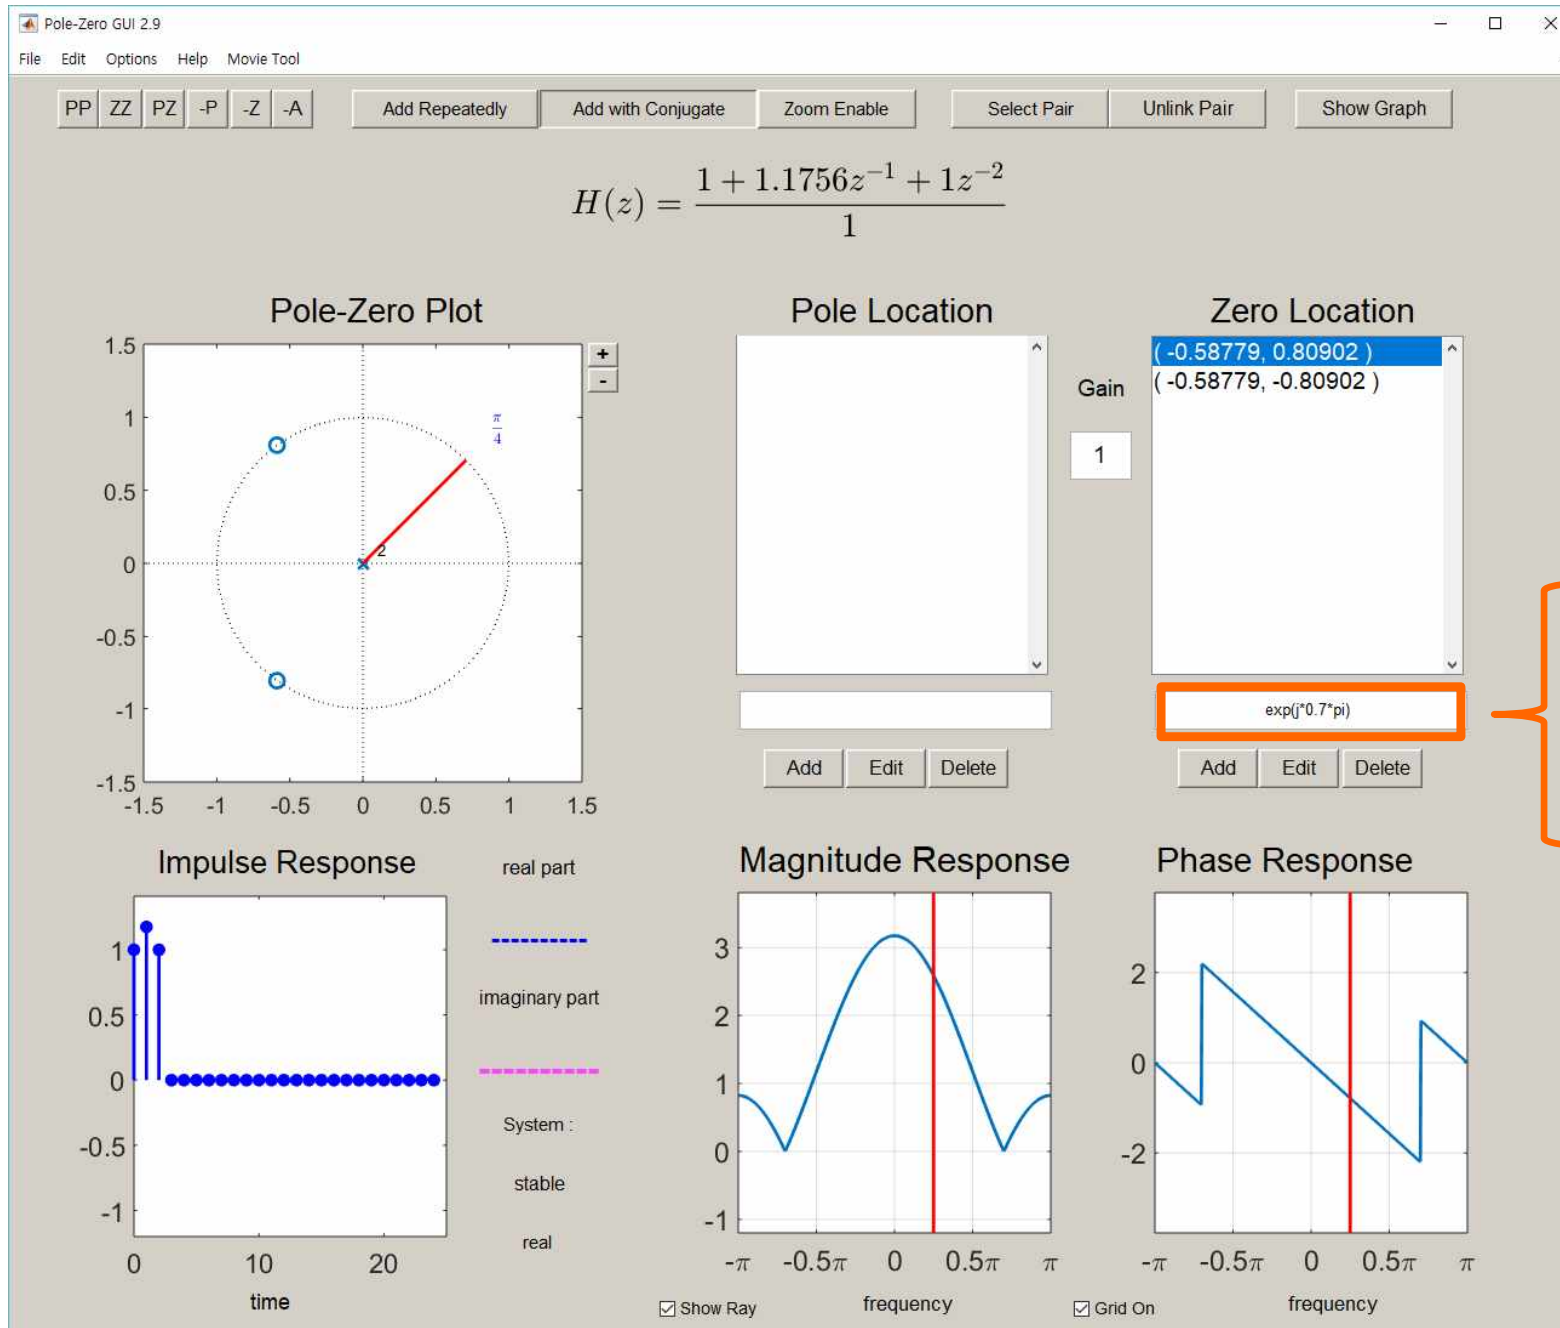 Pole-Zero GUI 2.9
File Edit Options Help Movie Tool
PP ZZ PZ -P -Z -A Add Repeatedly Add with Conjugate Zoom Enable Select Pair Unlink Pair Show Graph
H(z) = \frac{1 + 1.1756z^{-1} + 1z^{-2}}{1}
Pole-Zero Plot
1.5
1
0.5
0
-0.5
-1
-1.5
-1.5 -1 -0.5 0 0.5 1 1.5
π/4
2
+
-
Pole Location
Add Edit Delete
Gain
1
Zero Location
( -0.58779, 0.80902 )
( -0.58779, -0.80902 )
exp(j*0.7*pi)
Add Edit Delete
Impulse Response
1
0.5
0
-0.5
-1
0 10 20
time
real part
imaginary part
System :
stable
real
Magnitude Response
3
2
1
0
-1
-π -0.5π 0 0.5π π
Show Ray
frequency
Phase Response
2
0
-2
-π -0.5π 0 0.5π π
Grid On
frequency